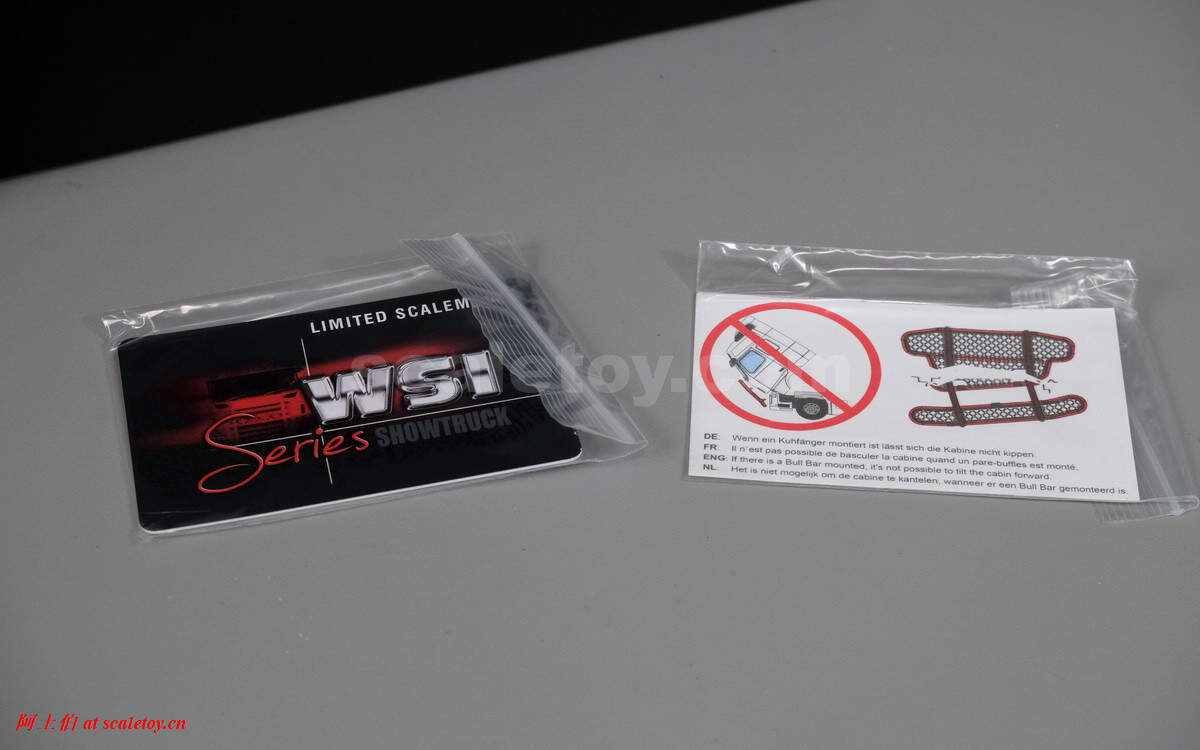 LIMITED SCALEM
WSI
Series SHOWTRUCK
scaletoy.com
DE: Wenn ein Kuhfänger montiert ist lässt sich die Kabine nicht kippen.
FR: Il n´est pas possible de basculer la cabine quand un pare-buffles est monté.
ENG: If there is a Bull Bar mounted, it's not possible to tilt the cabin forward.
NL: Het is niet mogelijk om de cabine te kantelen, wanneer er een Bull Bar gemonteerd is.
阿土伯 at scaletoy.cn